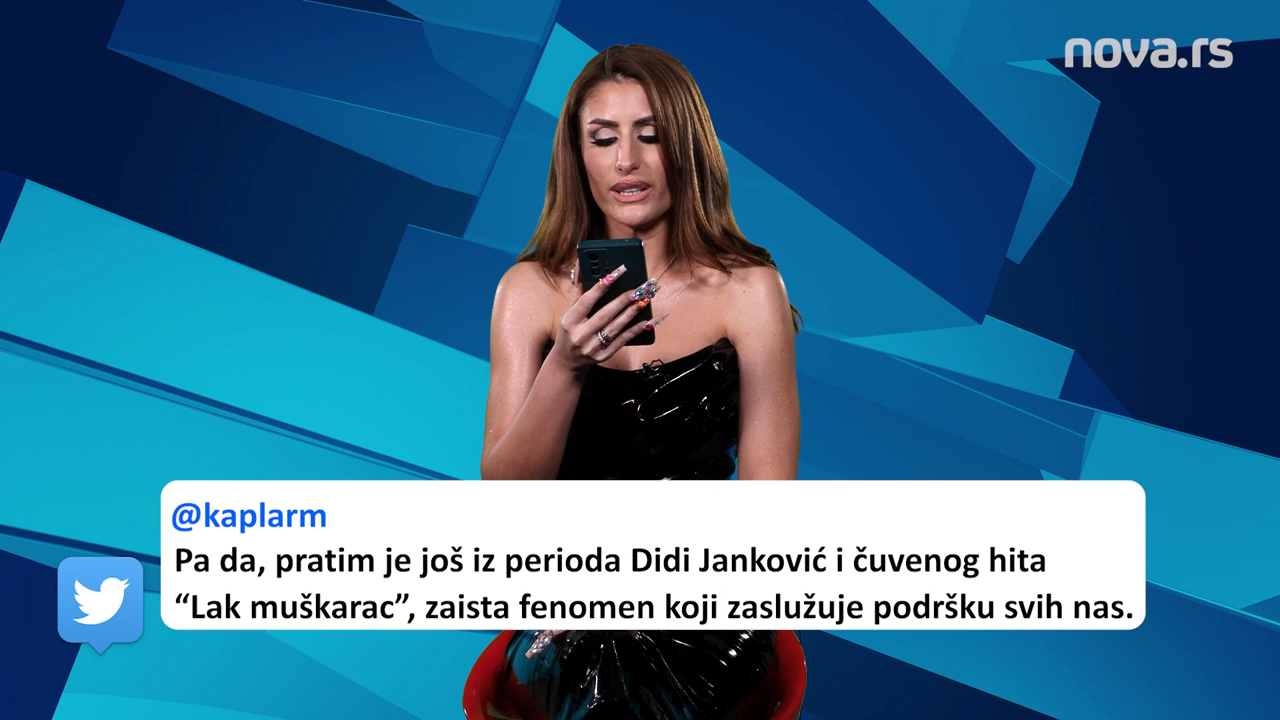 nova.rs
@kaplarm
Pa da, pratim je još iz perioda Didi Janković i čuvenog hita
“Lak muškarac”, zaista fenomen koji zaslužuje podršku svih nas.